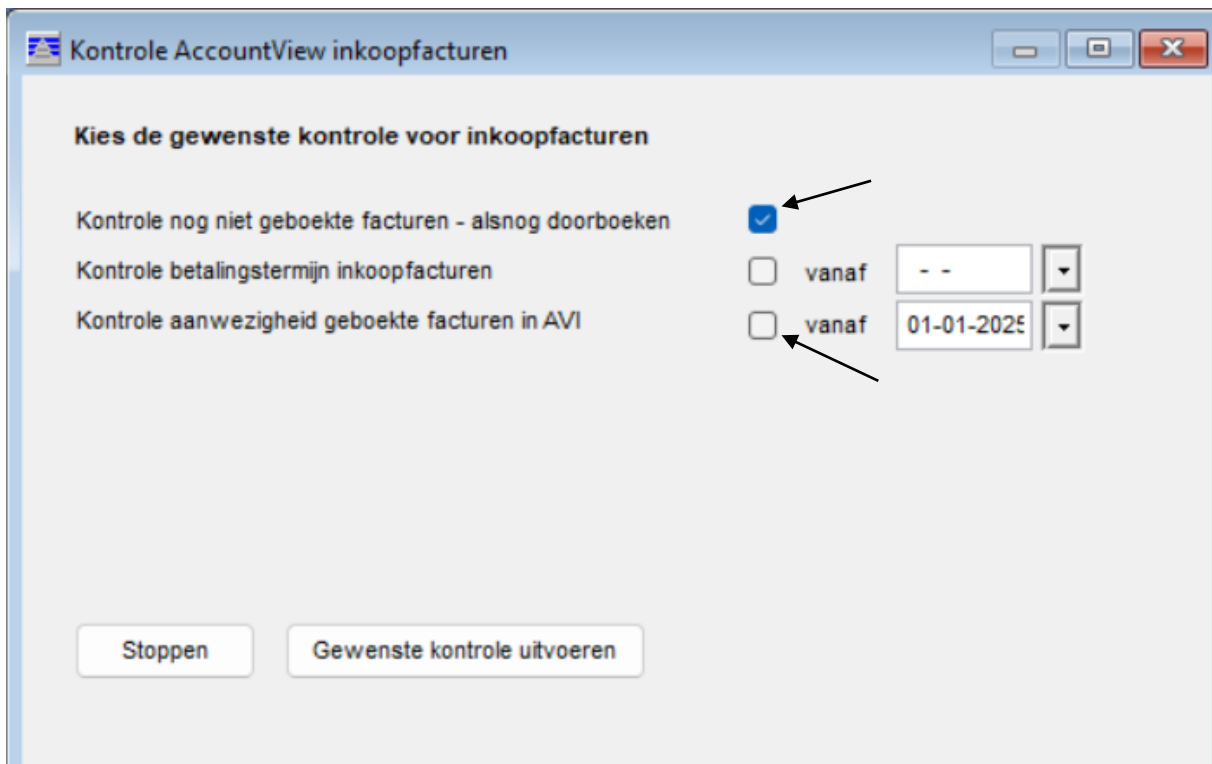 Kontrole AccountView inkoopfacturen
Kies de gewenste kontrole voor inkoopfacturen
Kontrole nog niet geboekte facturen - alsnog doorboeken
Kontrole betalingstermijn inkoopfacturen vanaf - -
Kontrole aanwezigheid geboekte facturen in AVI vanaf 01-01-2025
Stoppen Gewenste kontrole uitvoeren